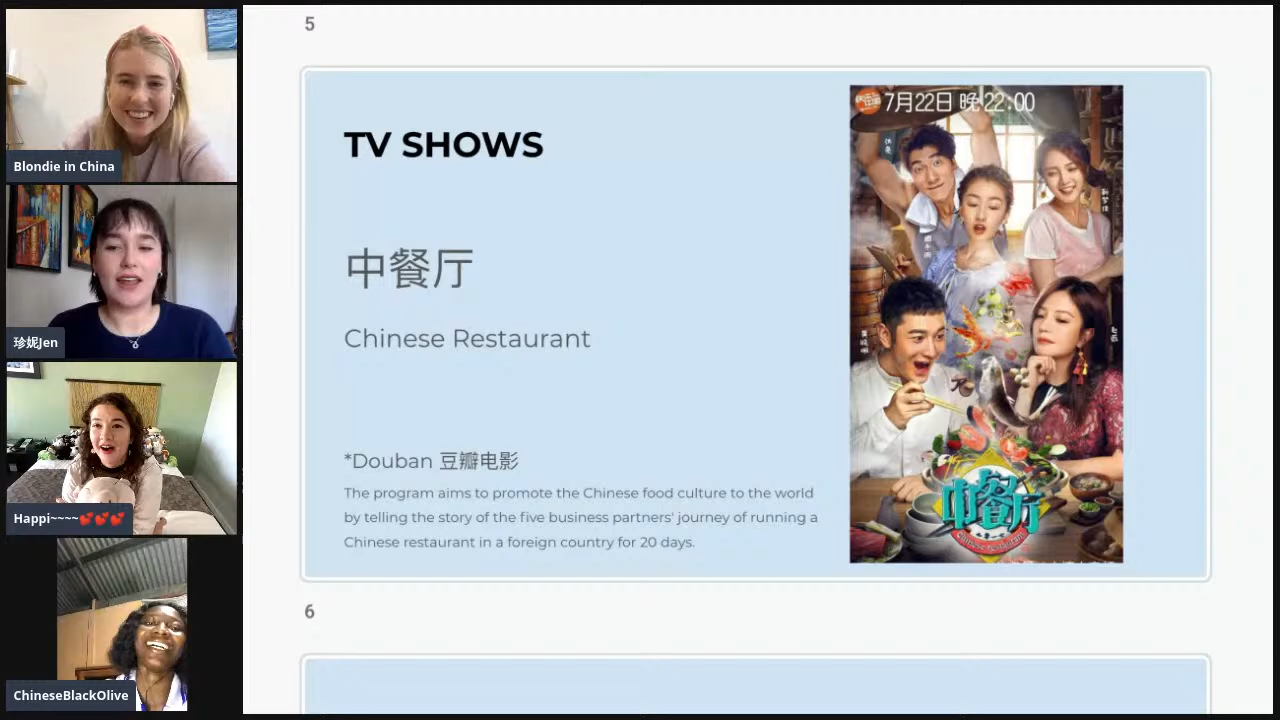 Blondie in China
珍妮Jen
Happi~~~~💕💕💕
ChineseBlackOlive
5
TV SHOWS
中餐厅
Chinese Restaurant
*Douban 豆瓣电影
The program aims to promote the Chinese food culture to the world
by telling the story of the five business partners' journey of running a
Chinese restaurant in a foreign country for 20 days.
7月22日 晚 22:00
中餐厅
Chinese Restaurant
6